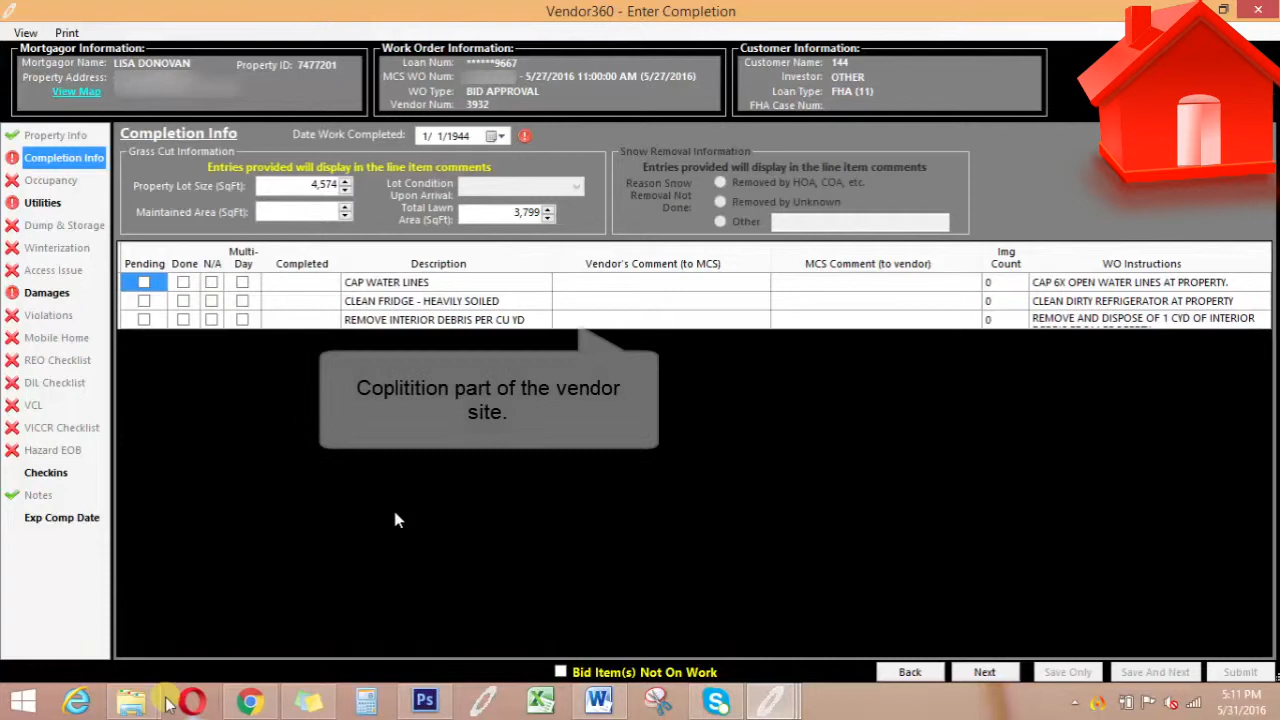 Vendor360 - Enter Completion
View Print
Mortgagor Information:
Mortgagor Name: LISA DONOVAN Property ID: 7477201
Property Address:
View Map
Work Order Information:
Loan Num: ******9667
MCS WO Num: - 5/27/2016 11:00:00 AM (5/27/2016)
WO Type: BID APPROVAL
Vendor Num: 3932
Customer Information:
Customer Name: 144
Investor: OTHER
Loan Type: FHA (11)
FHA Case Num:
Property Info
Completion Info
Occupancy
Utilities
Dump & Storage
Winterization
Access Issue
Damages
Violations
Mobile Home
REO Checklist
DIL Checklist
VCL
VICCR Checklist
Hazard EOB
Checkins
Notes
Exp Comp Date
Completion Info Date Work Completed: 1/ 1/1944
Grass Cut Information
Entries provided will display in the line item comments
Property Lot Size (SqFt): 4,574 Lot Condition Upon Arrival:
Maintained Area (SqFt): Total Lawn Area (SqFt): 3,799
Snow Removal Information
Entries provided will display in the line item comments
Reason Snow Removal Not Done:
Removed by HOA, COA, etc.
Removed by Unknown
Other
Pending Done N/A Multi-Day Completed Description Vendor's Comment (to MCS) MCS Comment (to vendor) Img Count WO Instructions
CAP WATER LINES 0 CAP 6X OPEN WATER LINES AT PROPERTY.
CLEAN FRIDGE - HEAVILY SOILED 0 CLEAN DIRTY REFRIGERATOR AT PROPERTY
REMOVE INTERIOR DEBRIS PER CU YD 0 REMOVE AND DISPOSE OF 1 CYD OF INTERIOR
Coplitition part of the vendor
site.
Bid Item(s) Not On Work
Back Next Save Only Save And Next Submit
5:11 PM
5/31/2016